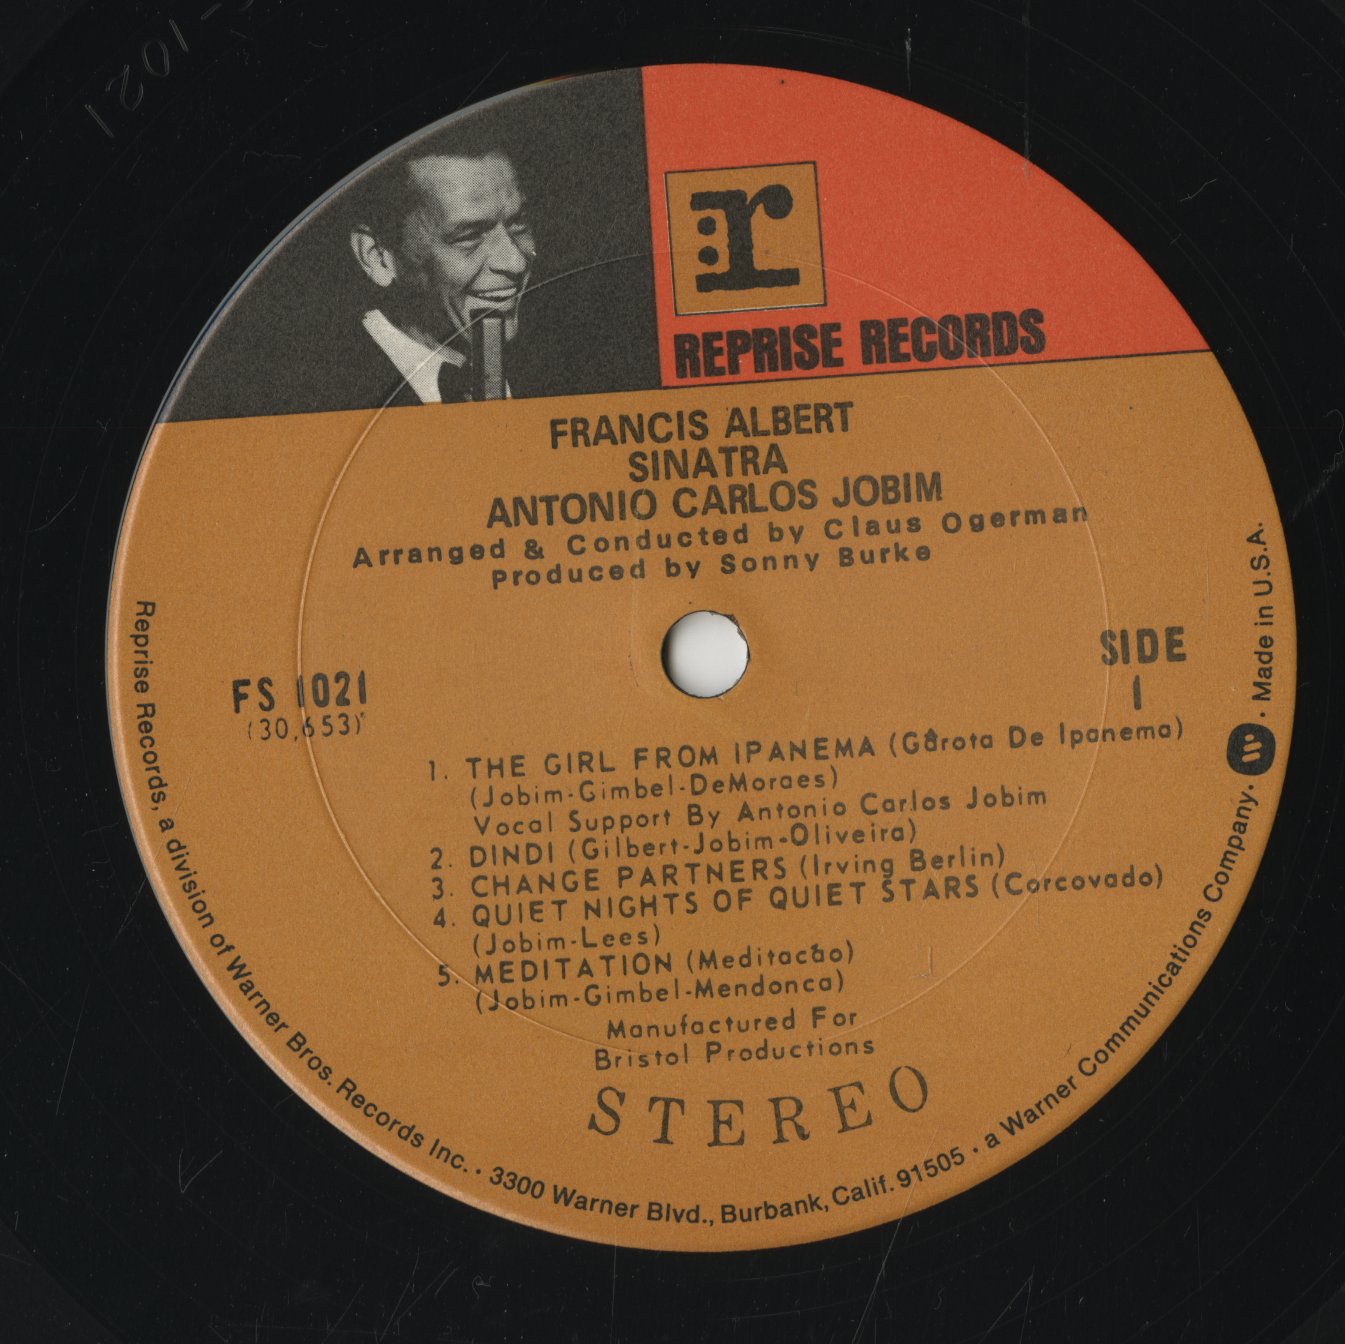 1021
r
REPRISE RECORDS
FRANCIS ALBERT
SINATRA
ANTONIO CARLOS JOBIM
Arranged & Conducted by Claus Ogerman
Produced by Sonny Burke
FS 1021
(30,653)
SIDE
1
1. THE GIRL FROM IPANEMA (Gârota De Ipanema)
(Jobim-Gimbel-DeMoraes)
Vocal Support By Antonio Carlos Jobim
2. DINDI (Gilbert-Jobim-Oliveira)
3. CHANGE PARTNERS (Irving Berlin)
4. QUIET NIGHTS OF QUIET STARS (Corcovado)
(Jobim-Lees)
5. MEDITATION (Meditacão)
(Jobim-Gimbel-Mendonca)
Manufactured For
Bristol Productions
STEREO
Reprise Records, a division of Warner Bros. Records Inc. · 3300 Warner Blvd., Burbank, Calif. 91505 · a Warner Communications Company. · Made in U.S.A.